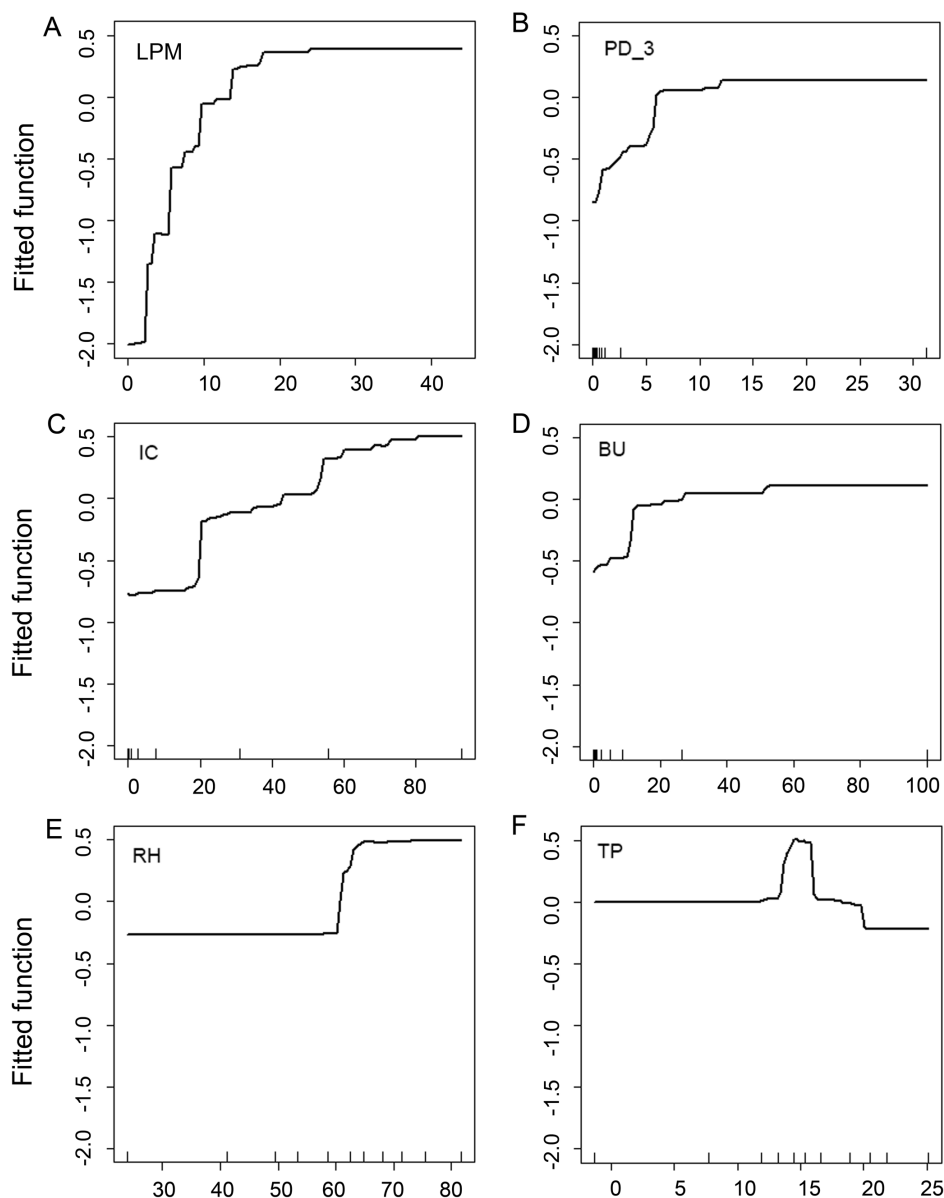 A
LPM
Fitted function
0.5
0.0
-0.5
-1.0
-1.5
-2.0
0 10 20 30 40
B
PD_3
0.5
0.0
-0.5
-1.0
-1.5
-2.0
0 5 10 15 20 25 30
C
IC
Fitted function
0.5
0.0
-0.5
-1.0
-1.5
-2.0
0 20 40 60 80
D
BU
0.5
0.0
-0.5
-1.0
-1.5
-2.0
0 20 40 60 80 100
E
RH
Fitted function
0.5
0.0
-0.5
-1.0
-1.5
-2.0
30 40 50 60 70 80
F
TP
0.5
0.0
-0.5
-1.0
-1.5
-2.0
0 5 10 15 20 25